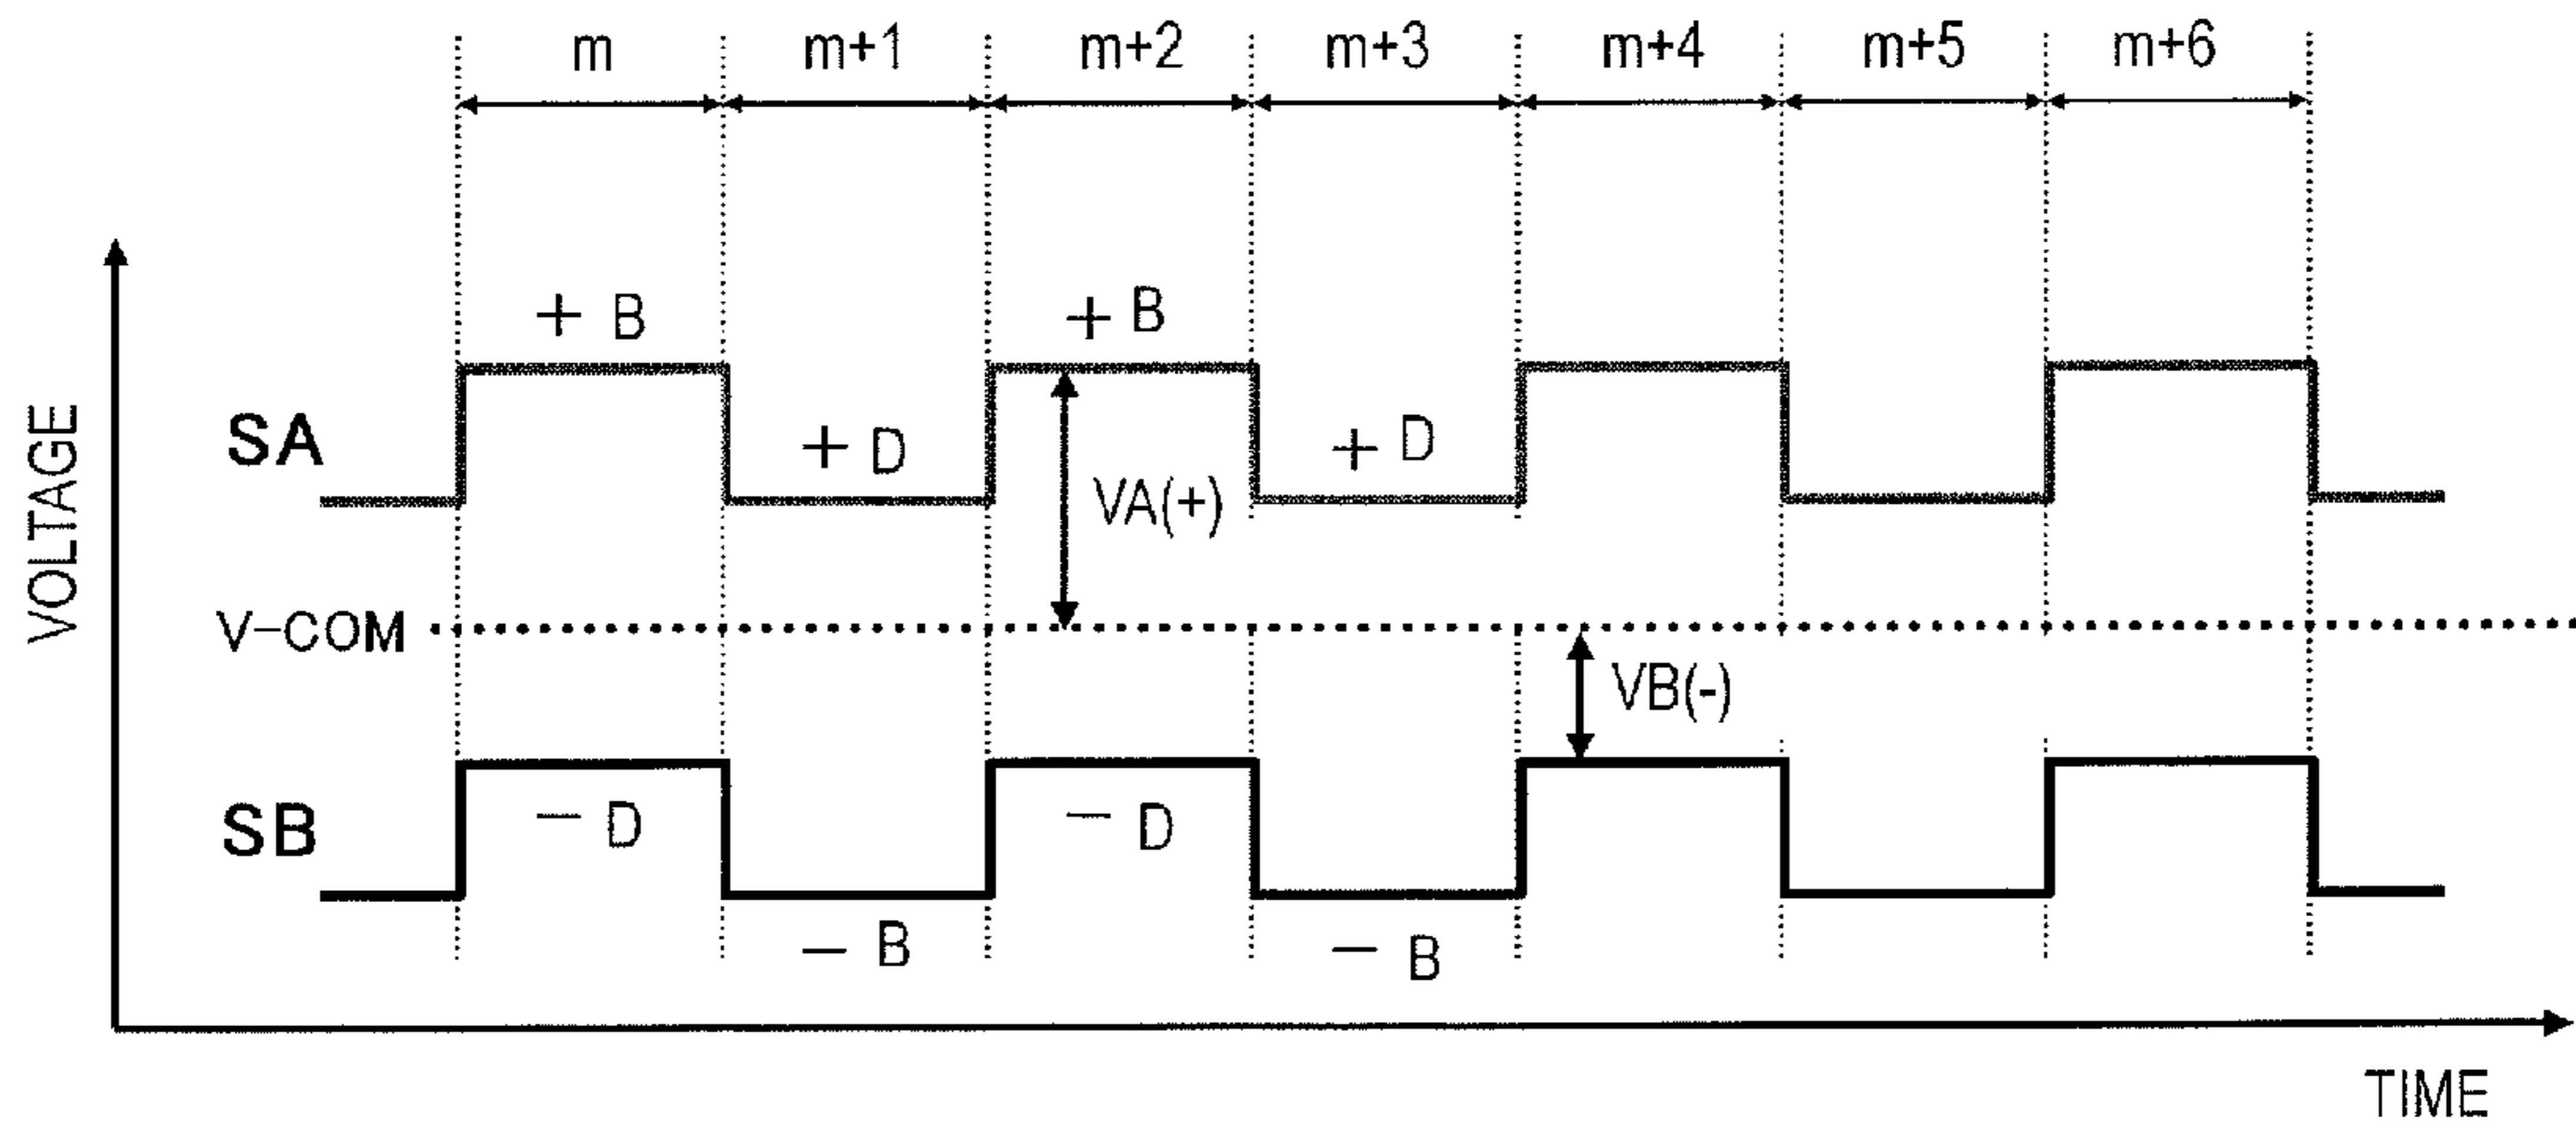 m m+1 m+2 m+3 m+4 m+5 m+6
+ B + B
+ D + D
SA
VA(+)
VOLTAGE
V-COM
VB(-)
SB
− D − D
− B − B
TIME